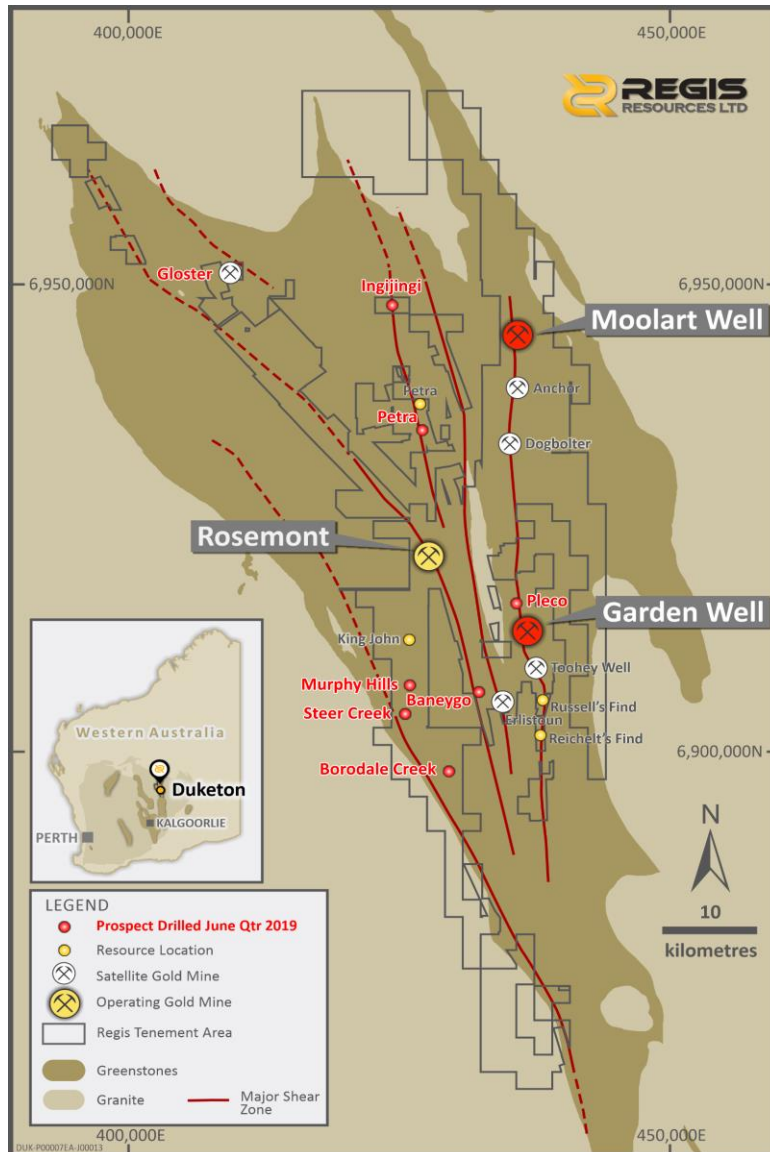 400,000E
450,000E
REGIS
RESOURCES LTD
6,950,000N
6,950,000N
Gloster
Ingijingi
Moolart Well
Anchor
Petra
Petra
Dogbolter
Rosemont
Pleco
Garden Well
King John
Toohey Well
Murphy Hills
Baneygo
Russell's Find
Steer Creek
Erlistoun
Reichelt's Find
6,900,000N
Borodale Creek
Western Australia
Duketon
KALGOORLIE
PERTH
N
10
kilometres
LEGEND
Prospect Drilled June Qtr 2019
Resource Location
Satellite Gold Mine
Operating Gold Mine
Regis Tenement Area
Greenstones
Granite
Major Shear
Zone
400,000E
450,000E
DUK-P00007EA-J00013